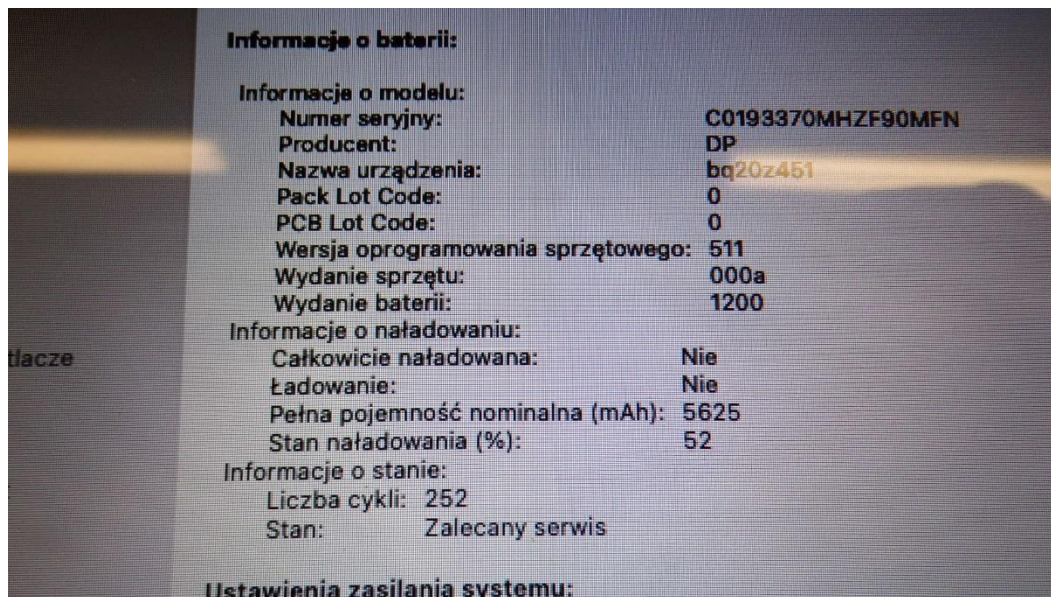 Informacje o baterii:
Informacje o modelu:
Numer seryjny: C0193370MHZF90MFN
Producent: DP
Nazwa urządzenia: bq20z451
Pack Lot Code: 0
PCB Lot Code: 0
Wersja oprogramowania sprzętowego: 511
Wydanie sprzętu: 000a
Wydanie baterii: 1200
Informacje o naładowaniu:
Całkowicie naładowana: Nie
tlacze
Ładowanie: Nie
Pełna pojemność nominalna (mAh): 5625
Stan naładowania (%): 52
Informacje o stanie:
Liczba cykli: 252
Stan: Zalecany serwis
Ustawienia zasilania systemu: